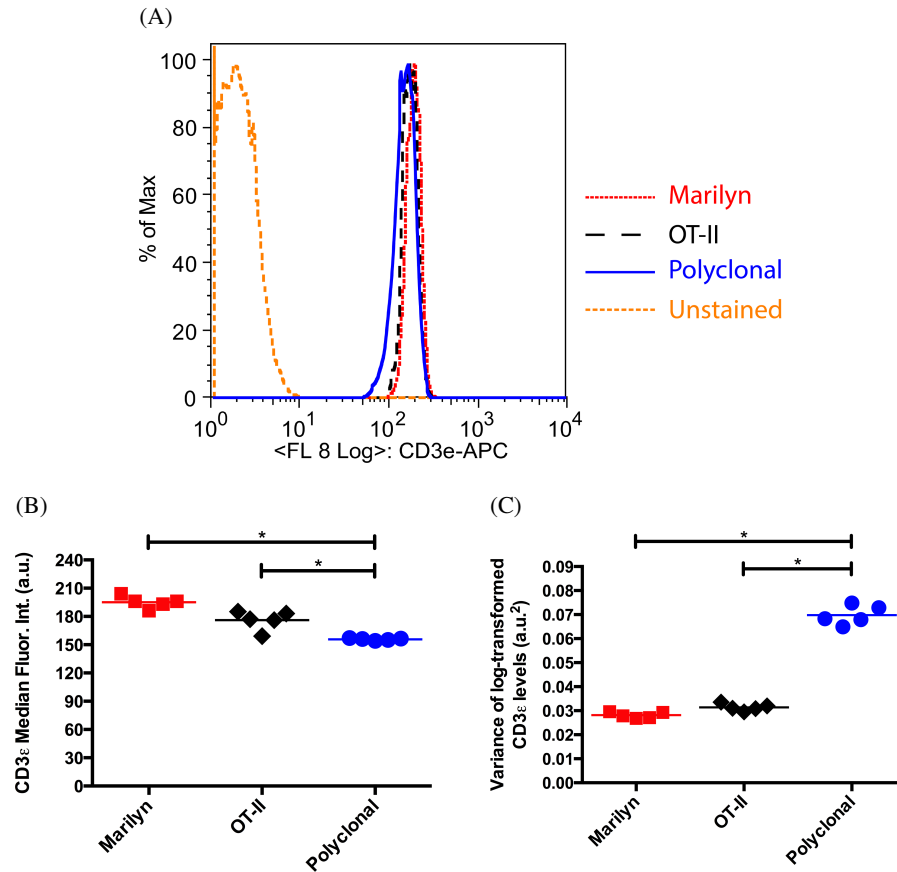 (A)
100
80
60
40
20
0
% of Max
10^0 10^1 10^2 10^3 10^4
<FL 8 Log>: CD3e-APC
Marilyn
OT-II
Polyclonal
Unstained
(B)
*
*
240
210
180
150
120
90
60
30
0
CD3ε Median Fluor. Int. (a.u.)
Marilyn
OT-II
Polyclonal
(C)
*
*
0.09
0.08
0.07
0.06
0.05
0.04
0.03
0.02
0.01
0.00
Variance of log-transformed
CD3ε levels (a.u.²)
Marilyn
OT-II
Polyclonal